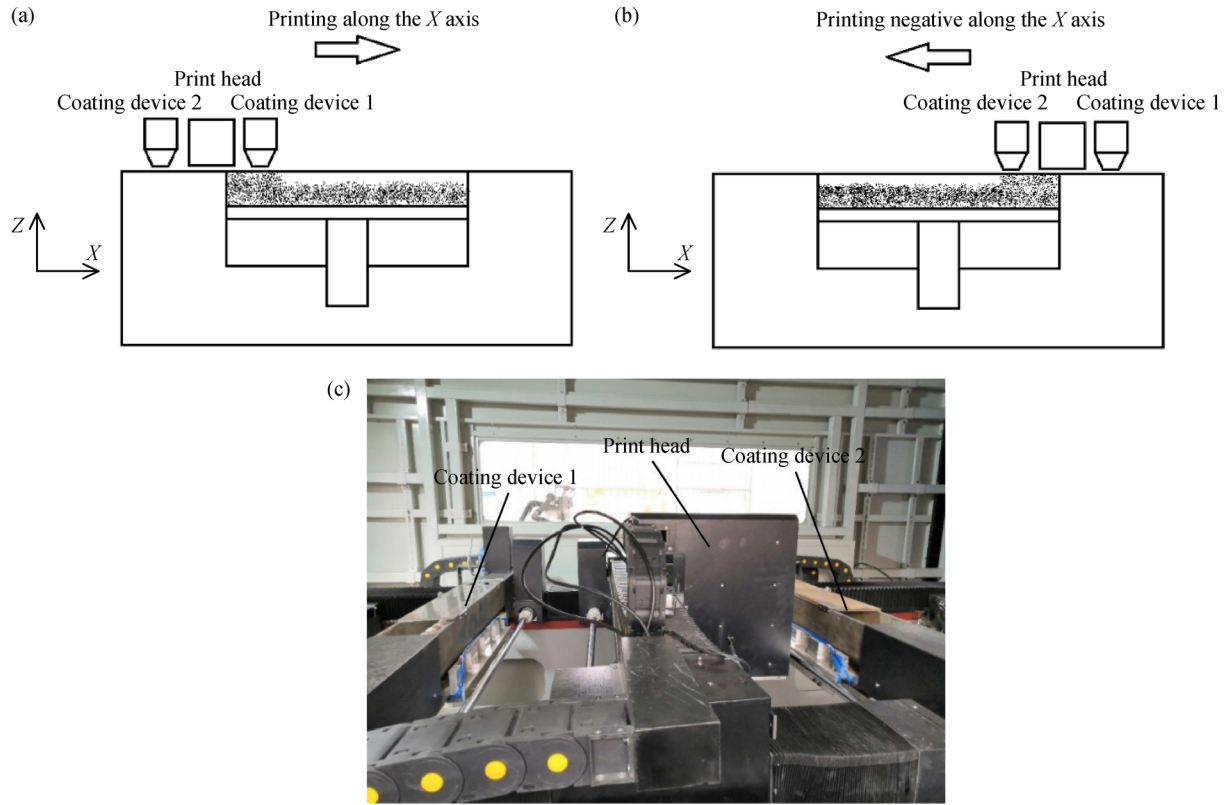 (a)
Printing along the X axis
Print head
Coating device 2
Coating device 1
Z
X
(b)
Printing negative along the X axis
Print head
Coating device 2
Coating device 1
Z
X
(c)
Print head
Coating device 2
Coating device 1